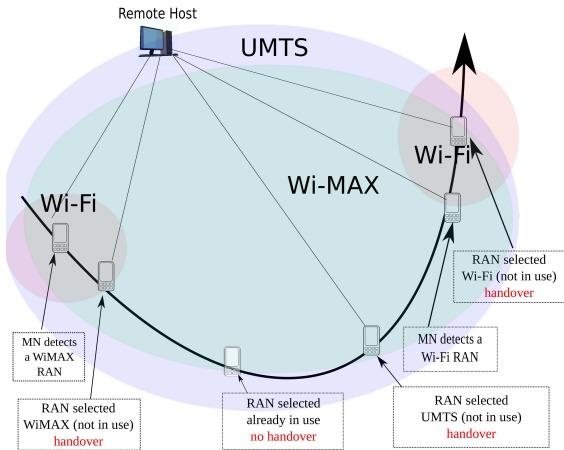 Remote Host
UMTS
Wi-Fi
Wi-MAX
Wi-Fi
MN detects
a WiMAX
RAN
RAN selected
WiMAX (not in use)
handover
RAN selected
already in use
no handover
RAN selected
UMTS (not in use)
handover
MN detects a
Wi-Fi RAN
RAN selected
Wi-Fi (not in use)
handover